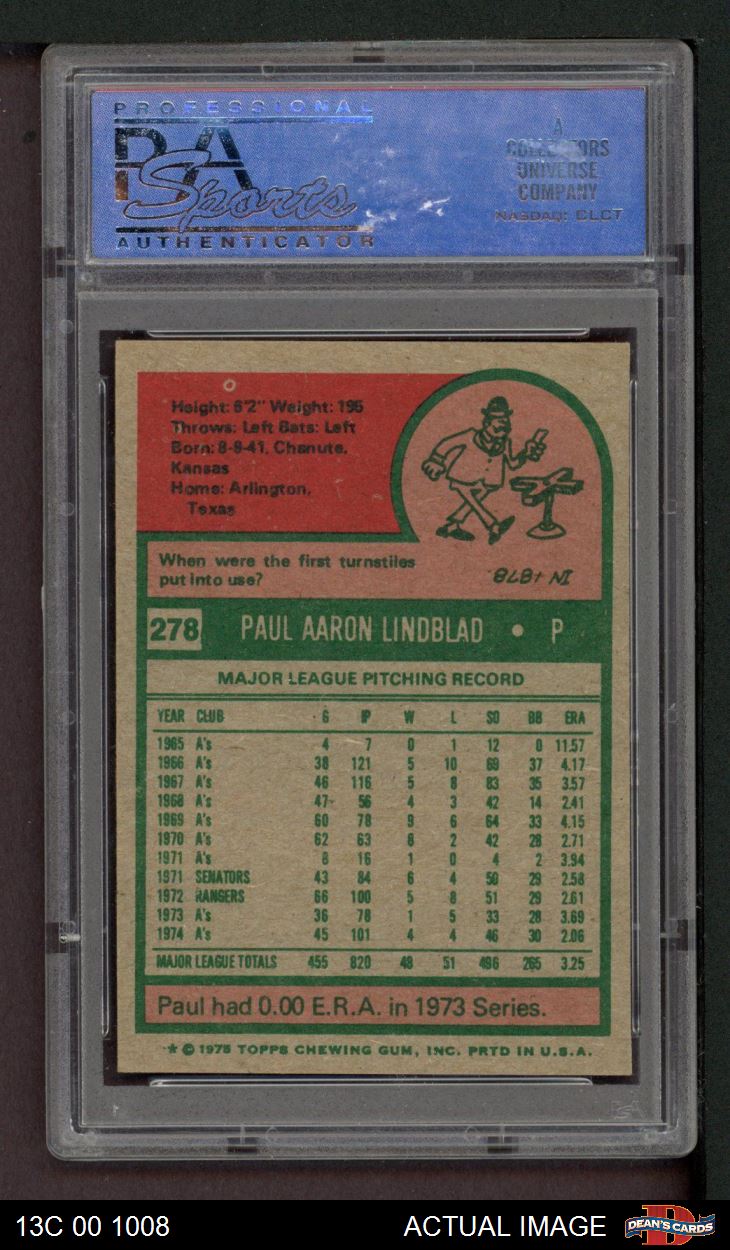 PROFESSIONAL
PSA
Sports
AUTHENTICATOR
A
COLLECTORS
UNIVERSE
COMPANY
NASDAQ: CLCT
Height: 6'2" Weight: 195
Throws: Left Bats: Left
Born: 8-9-41, Chanute,
Kansas
Home: Arlington,
Texas
When were the first turnstiles
put into use?
IN 1878
278 PAUL AARON LINDBLAD • P
MAJOR LEAGUE PITCHING RECORD
YEAR CLUB G IP W L SO BB ERA
1965 A's 4 7 0 1 12 0 11.57
1966 A's 38 121 5 10 69 37 4.17
1967 A's 46 116 5 8 83 35 3.57
1968 A's 47 56 4 3 42 14 2.41
1969 A's 60 78 9 6 64 33 4.15
1970 A's 62 63 8 2 42 28 2.71
1971 A's 8 16 1 0 4 2 3.94
1971 SENATORS 43 84 6 4 50 29 2.58
1972 RANGERS 66 100 5 8 51 29 2.61
1973 A's 36 78 1 5 33 28 3.69
1974 A's 45 101 4 4 46 30 2.06
MAJOR LEAGUE TOTALS 455 820 48 51 496 265 3.25
Paul had 0.00 E.R.A. in 1973 Series.
* © 1975 TOPPS CHEWING GUM, INC. PRTD IN U.S.A.
13C 00 1008 ACTUAL IMAGE DEAN'S CARDS